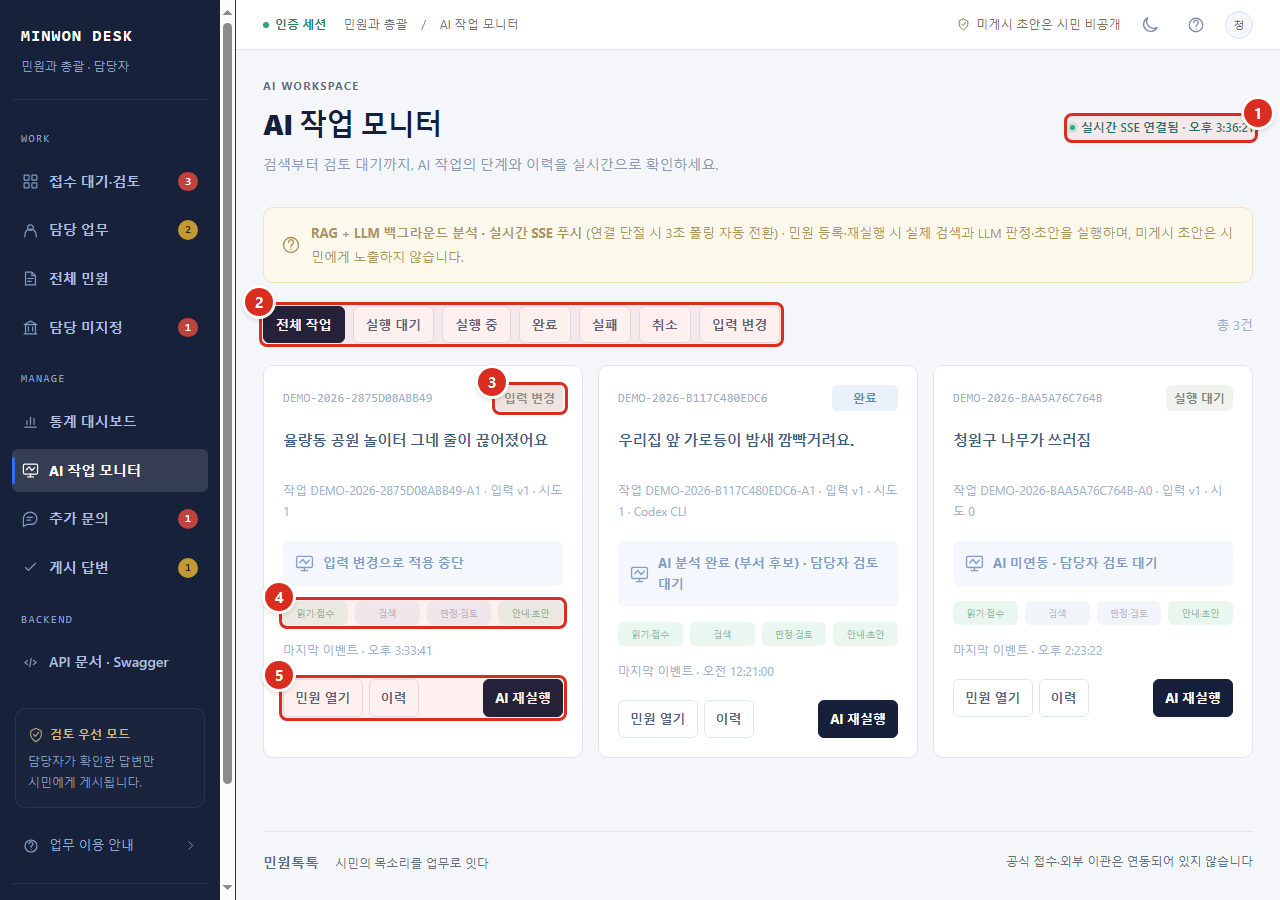 MINWON DESK
민원과 총괄 · 담당자
WORK
접수 대기·검토 3
담당 업무 2
전체 민원
담당 미지정 1
MANAGE
통계 대시보드
AI 작업 모니터
추가 문의 1
게시 답변 1
BACKEND
API 문서 · Swagger
검토 우선 모드
담당자가 확인한 답변만
시민에게 게시됩니다.
업무 이용 안내
인증 세션 민원과 총괄 / AI 작업 모니터
미게시 초안은 시민 비공개
청
AI WORKSPACE
AI 작업 모니터
검색부터 검토 대기까지, AI 작업의 단계와 이력을 실시간으로 확인하세요.
1
실시간 SSE 연결됨 · 오후 3:36:21
RAG + LLM 백그라운드 분석 · 실시간 SSE 푸시 (연결 단절 시 3초 폴링 자동 전환) · 민원 등록·재실행 시 실제 검색과 LLM 판정·초안을 실행하며, 미게시 초안은 시
민에게 노출하지 않습니다.
2
전체 작업 실행 대기 실행 중 완료 실패 취소 입력 변경
총 3건
3
DEMO-2026-2875D08ABB49 입력 변경
율량동 공원 놀이터 그네 줄이 끊어졌어요
작업 DEMO-2026-2875D08ABB49-A1 · 입력 v1 · 시도
1
입력 변경으로 적용 중단
4
읽기·접수 검색 판정·검토 안내·초안
마지막 이벤트 · 오후 3:33:41
5
민원 열기 이력 AI 재실행
DEMO-2026-B117C480EDC6 완료
우리집 앞 가로등이 밤새 깜빡거려요.
작업 DEMO-2026-B117C480EDC6-A1 · 입력 v1 · 시도
1 · Codex CLI
AI 분석 완료 (부서 후보) · 담당자 검토
대기
읽기·접수 검색 판정·검토 안내·초안
마지막 이벤트 · 오전 12:21:00
민원 열기 이력 AI 재실행
DEMO-2026-BAA5A76C764B 실행 대기
청원구 나무가 쓰러짐
작업 DEMO-2026-BAA5A76C764B-A0 · 입력 v1 · 시
도 0
AI 미연동 · 담당자 검토 대기
읽기·접수 검색 판정·검토 안내·초안
마지막 이벤트 · 오후 2:23:22
민원 열기 이력 AI 재실행
민원톡톡 시민의 목소리를 업무로 잇다
공식 접수·외부 이관은 연동되어 있지 않습니다